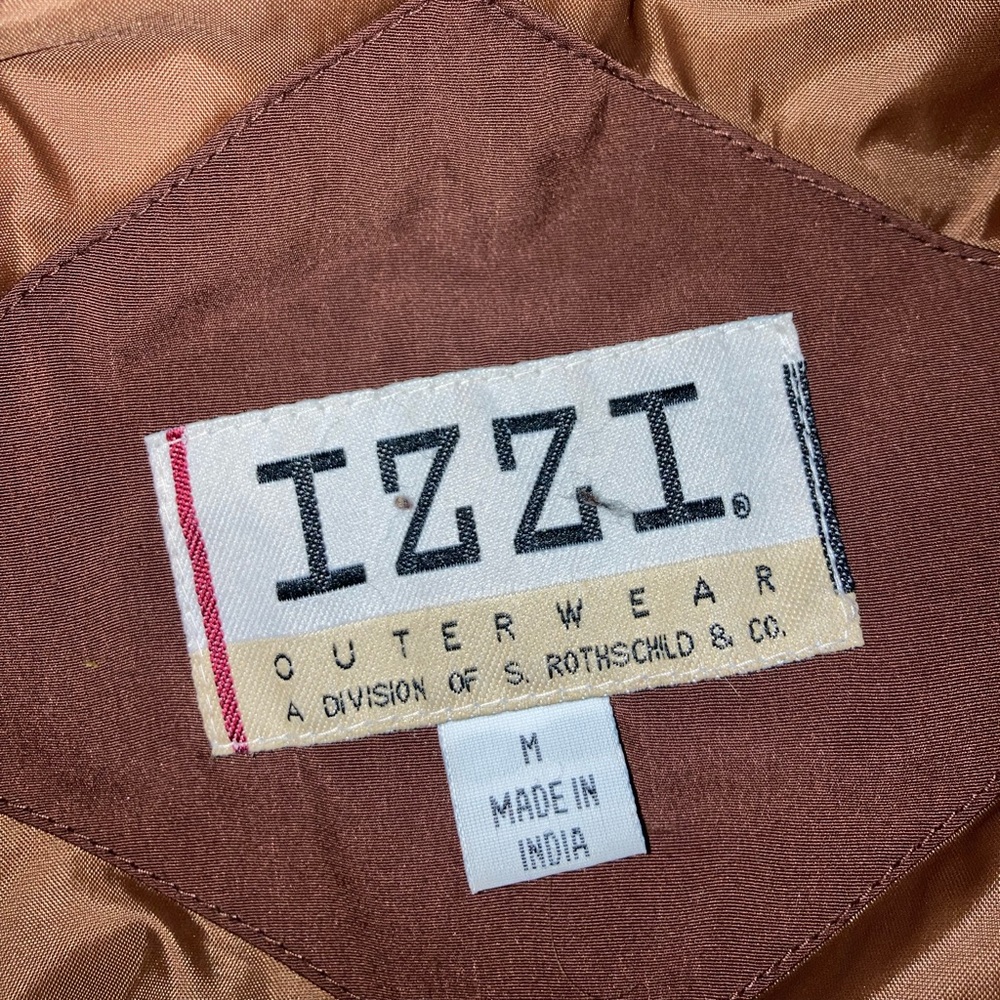 IZZI®
OUTERWEAR
A DIVISION OF S. ROTHSCHILD & CO.
M
MADE IN
INDIA